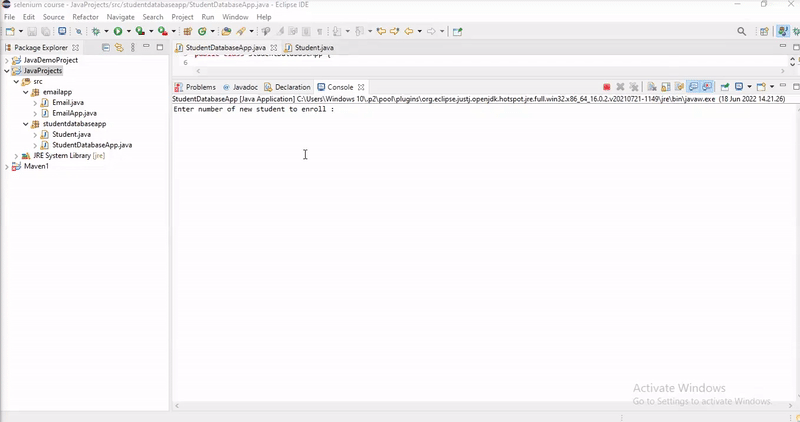 selenium course - JavaProjects/src/studentdatabaseapp/StudentDatabaseApp.java - Eclipse IDE
File Edit Source Refactor Navigate Search Project Run Window Help
Package Explorer
StudentDatabaseApp.java
Student.java
JavaDemoProject
JavaProjects
src
emailapp
Email.java
EmailApp.java
studentdatabaseapp
Student.java
StudentDatabaseApp.java
JRE System Library [jre]
Maven1
public class StudentDatabaseApp {
6
Problems Javadoc Declaration Console
StudentDatabaseApp [Java Application] C:\Users\Windows 10\.p2\pool\plugins\org.eclipse.justj.openjdk.hotspot.jre.full.win32.x86_64_16.0.2.v20210721-1149\jre\bin\javaw.exe (18 Jun 2022 14.21.26)
Enter number of new student to enroll :
Activate Windows
Go to Settings to activate Windows.